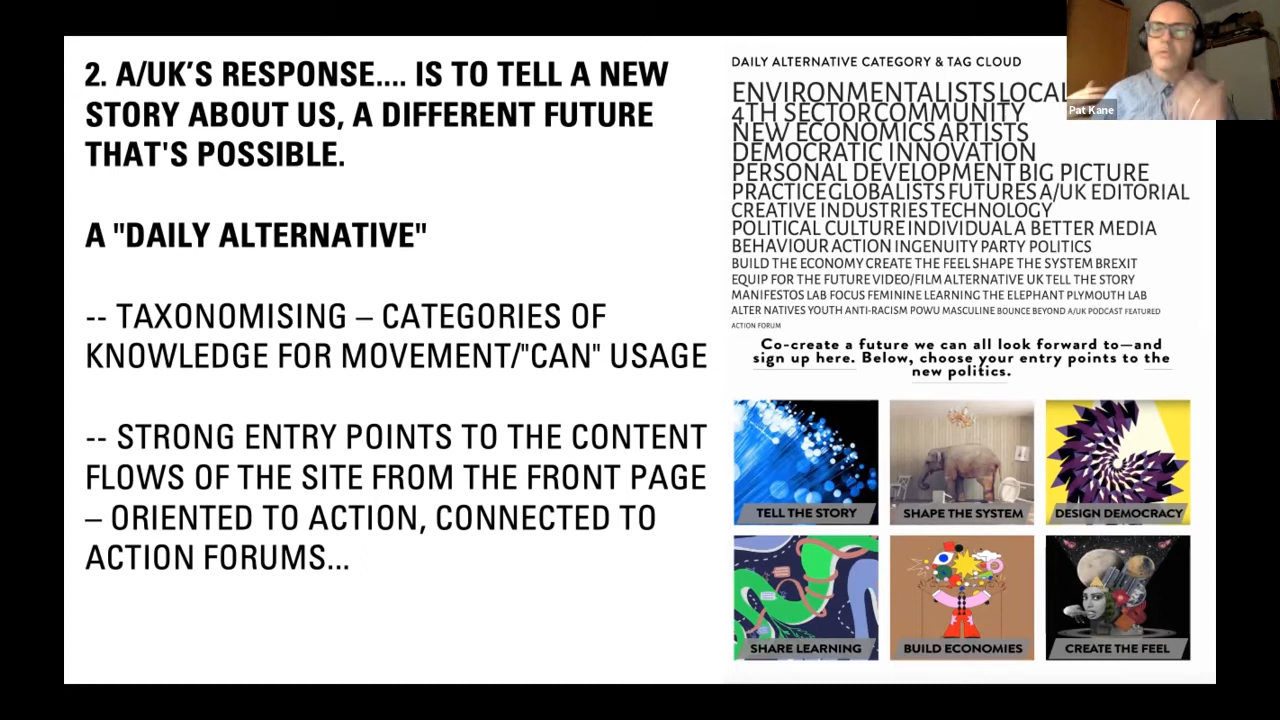 2. A/UK'S RESPONSE.... IS TO TELL A NEW
STORY ABOUT US, A DIFFERENT FUTURE
THAT'S POSSIBLE.
A "DAILY ALTERNATIVE"
-- TAXONOMISING – CATEGORIES OF
KNOWLEDGE FOR MOVEMENT/"CAN" USAGE
-- STRONG ENTRY POINTS TO THE CONTENT
FLOWS OF THE SITE FROM THE FRONT PAGE
– ORIENTED TO ACTION, CONNECTED TO
ACTION FORUMS...
DAILY ALTERNATIVE CATEGORY & TAG CLOUD
ENVIRONMENTALISTS LOCAL
4TH SECTOR COMMUNITY
NEW ECONOMICS ARTISTS
DEMOCRATIC INNOVATION
PERSONAL DEVELOPMENT BIG PICTURE
PRACTICE GLOBALISTS FUTURES A/UK EDITORIAL
CREATIVE INDUSTRIES TECHNOLOGY
POLITICAL CULTURE INDIVIDUAL A BETTER MEDIA
BEHAVIOUR ACTION INGENUITY PARTY POLITICS
BUILD THE ECONOMY CREATE THE FEEL SHAPE THE SYSTEM BREXIT
EQUIP FOR THE FUTURE VIDEO/FILM ALTERNATIVE UK TELL THE STORY
MANIFESTOS LAB FOCUS FEMININE LEARNING THE ELEPHANT PLYMOUTH LAB
ALTER NATIVES YOUTH ANTI-RACISM POWU MASCULINE BOUNCE BEYOND A/UK PODCAST FEATURED
ACTION FORUM
Co-create a future we can all look forward to—and
sign up here. Below, choose your entry points to the
new politics.
TELL THE STORY
SHAPE THE SYSTEM
DESIGN DEMOCRACY
SHARE LEARNING
BUILD ECONOMIES
CREATE THE FEEL
Pat Kane